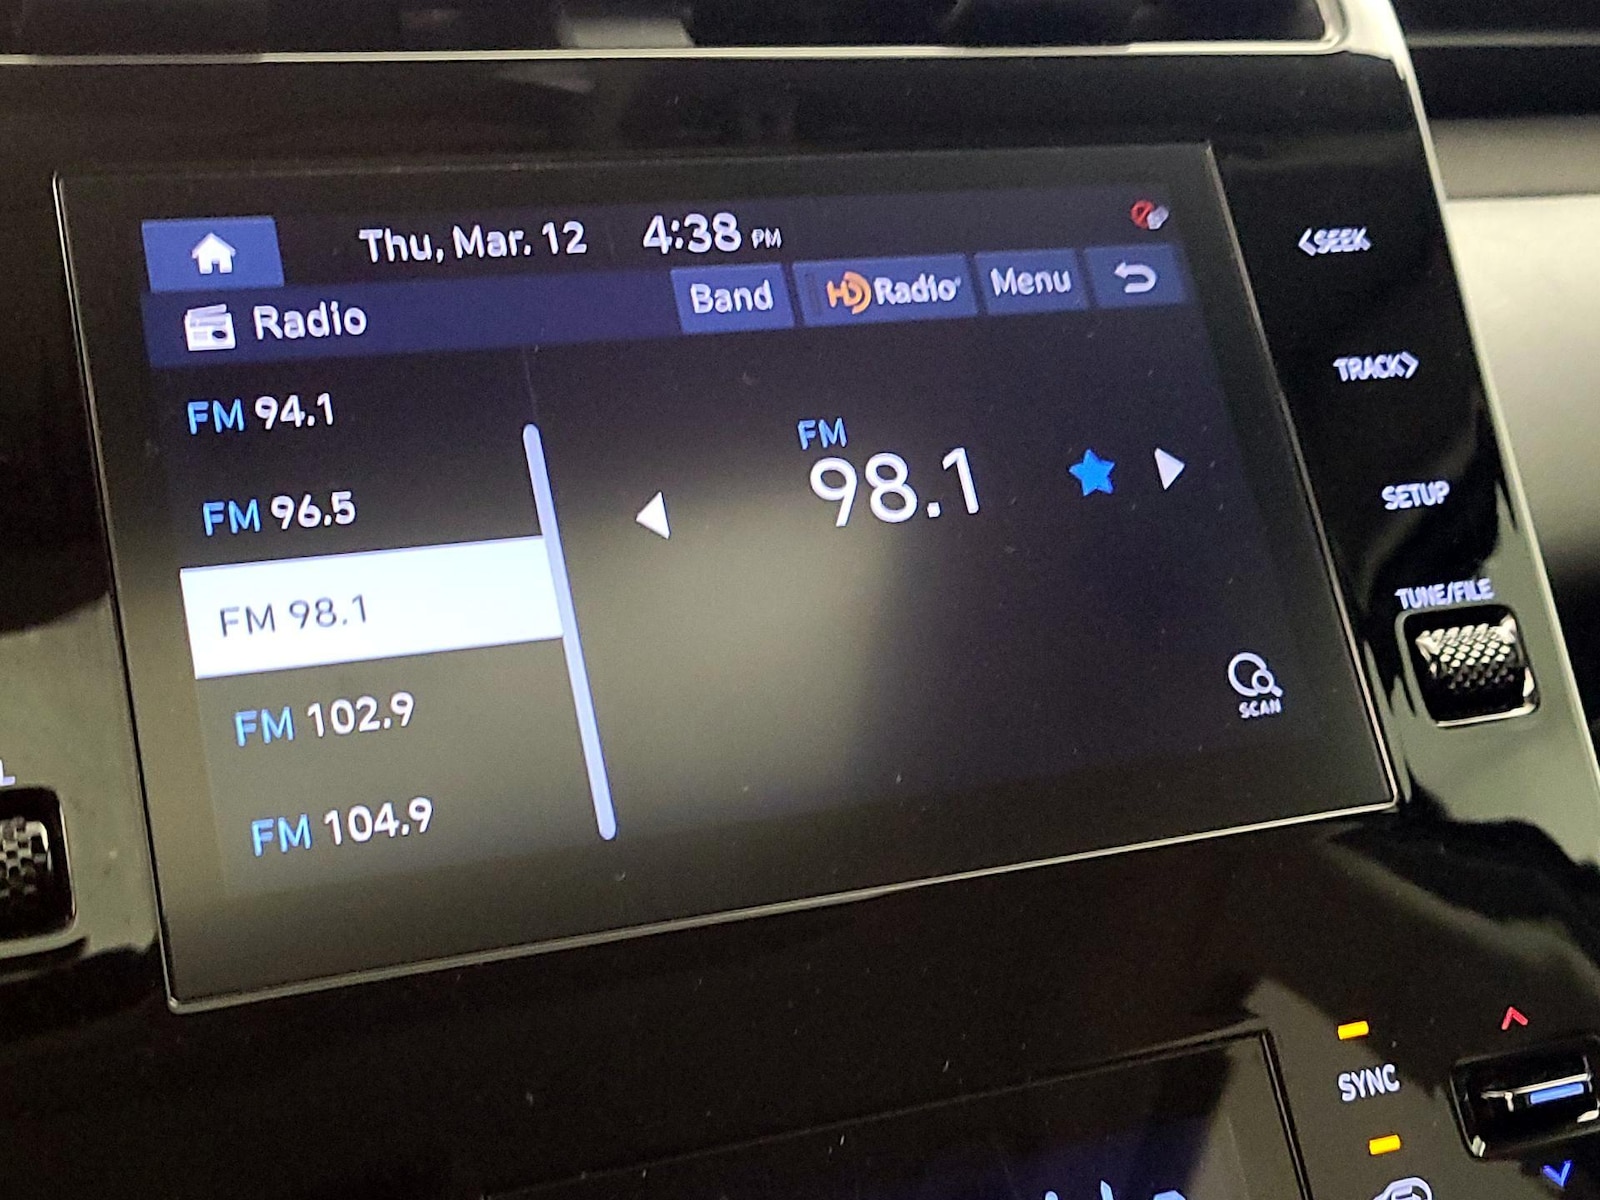 Thu, Mar. 12 4:38 PM
Radio
Band
HD Radio
Menu
FM 94.1
FM 96.5
FM 98.1
FM 102.9
FM 104.9
FM
98.1
SCAN
<SEEK
TRACK>
SETUP
TUNE/FILE
SYNC